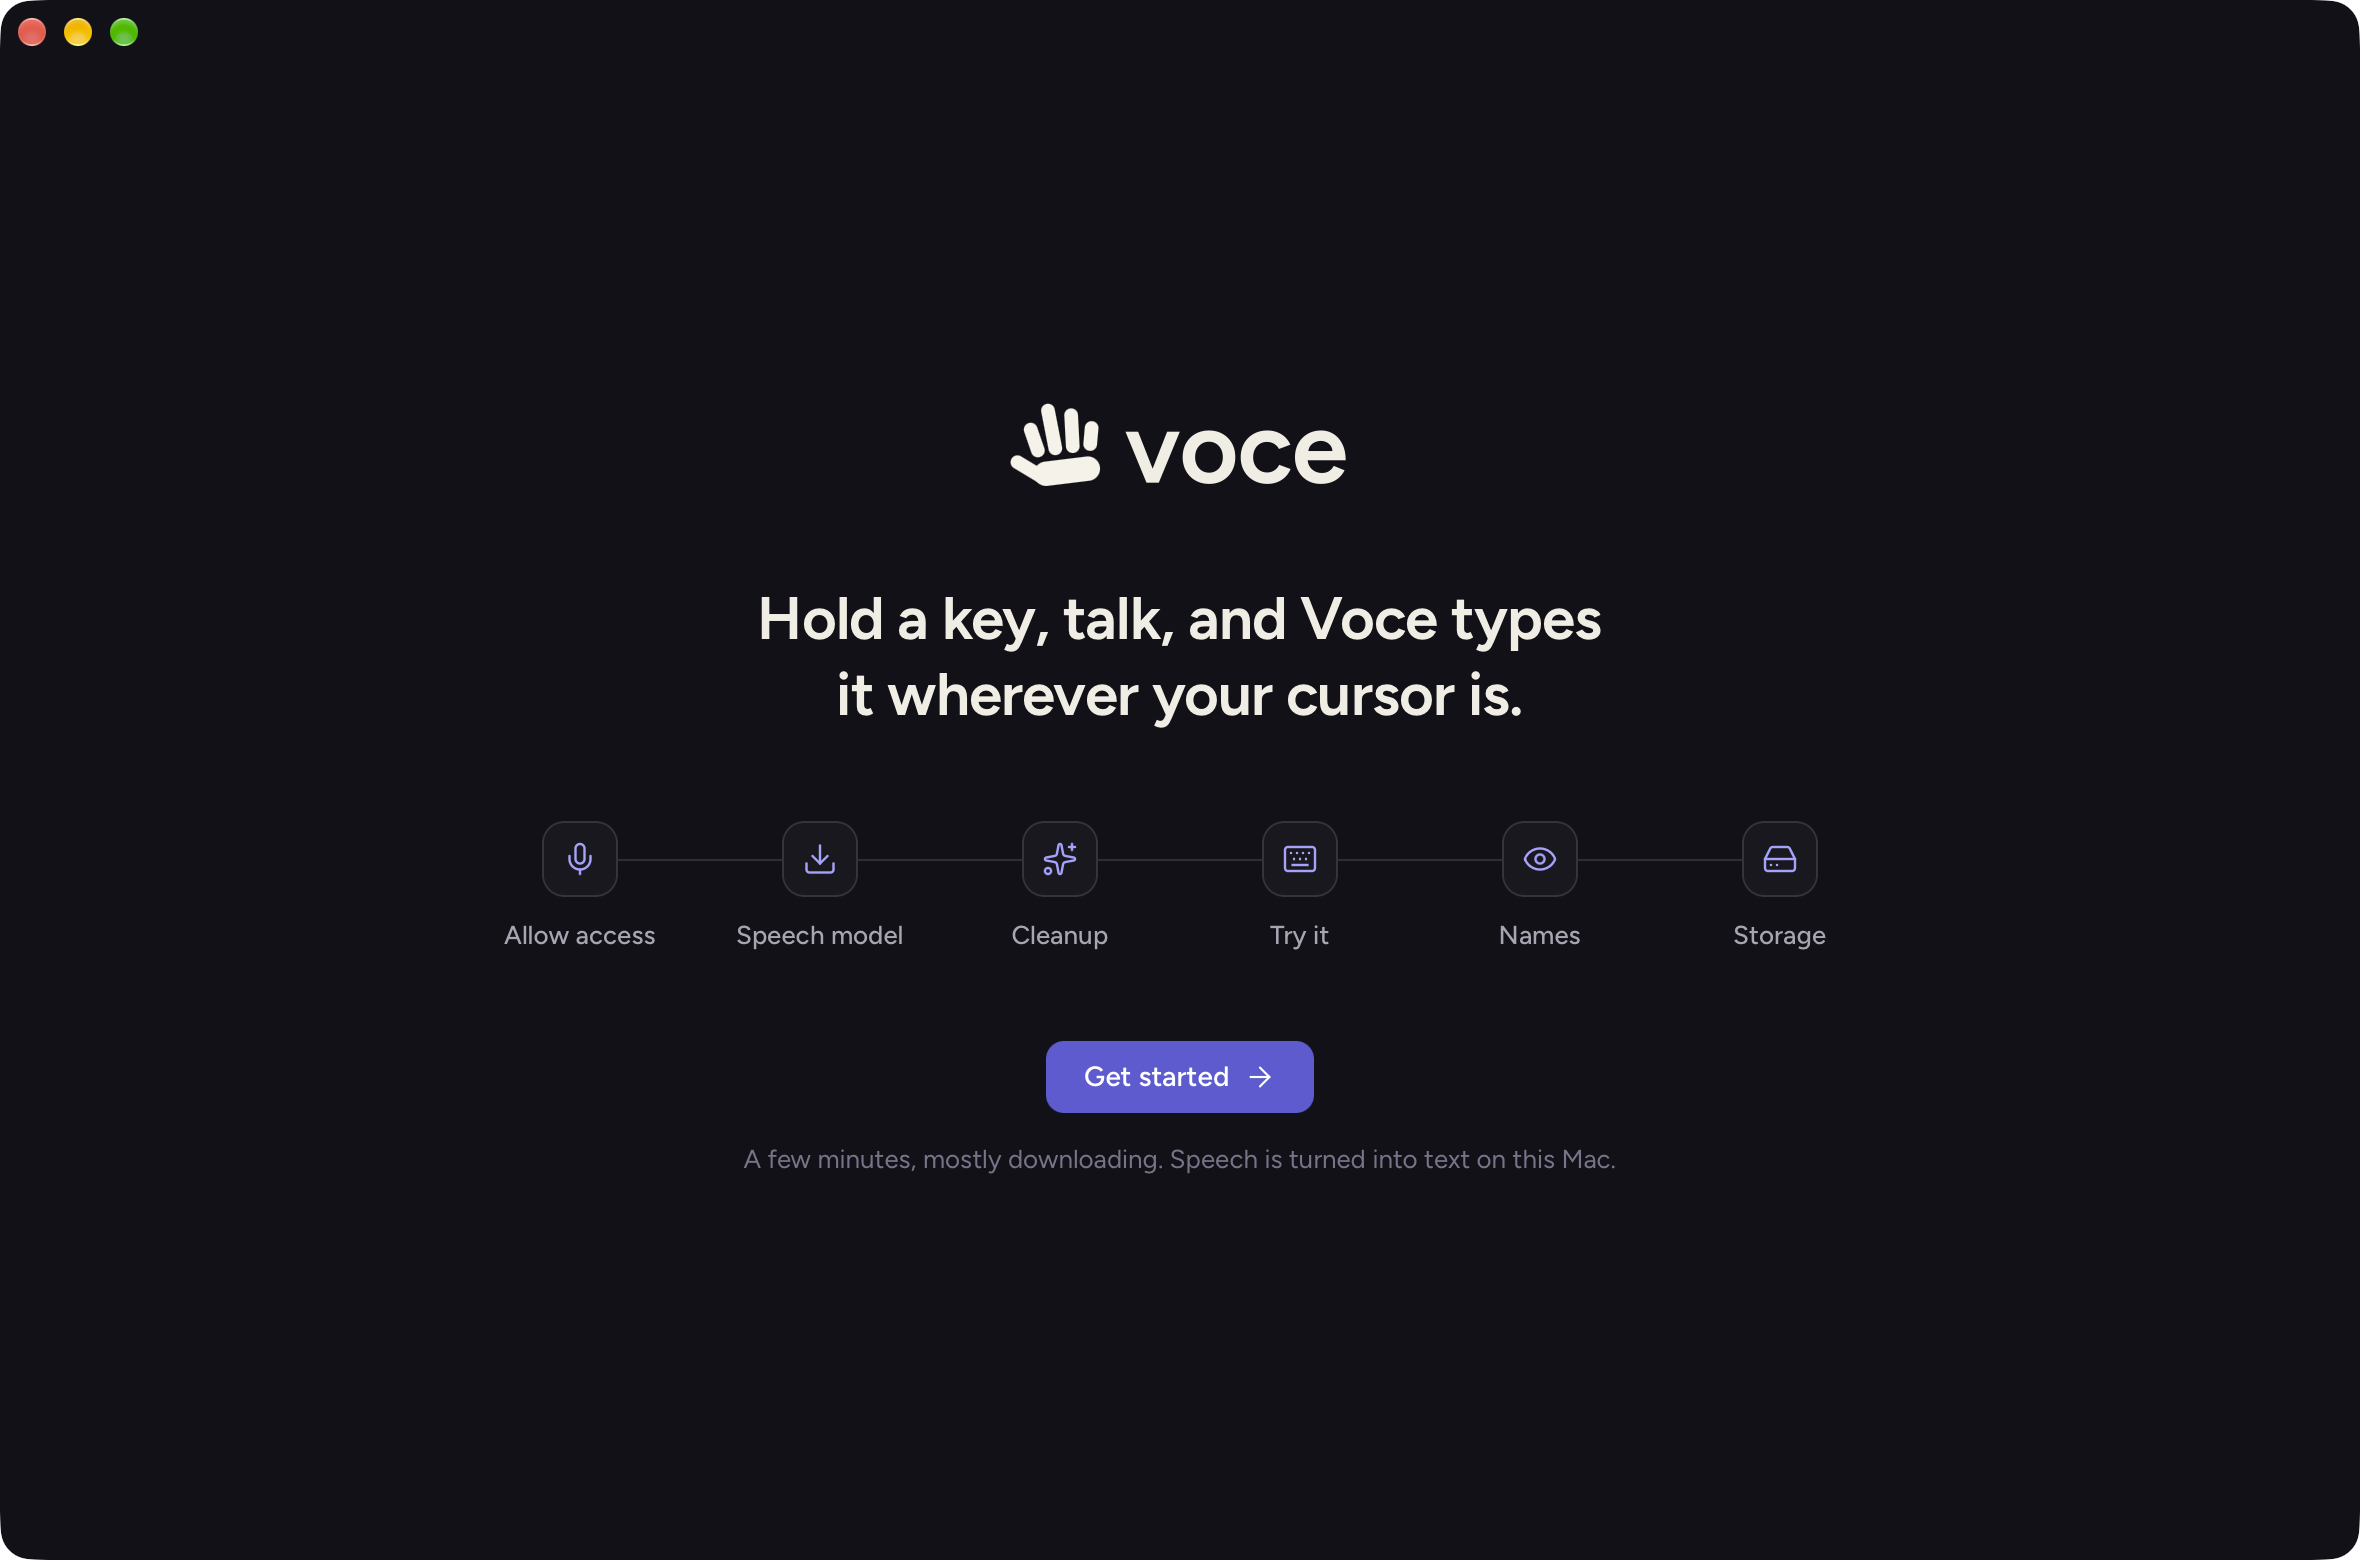 voce
Hold a key, talk, and Voce types
it wherever your cursor is.
Allow access
Speech model
Cleanup
Try it
Names
Storage
Get started
A few minutes, mostly downloading. Speech is turned into text on this Mac.